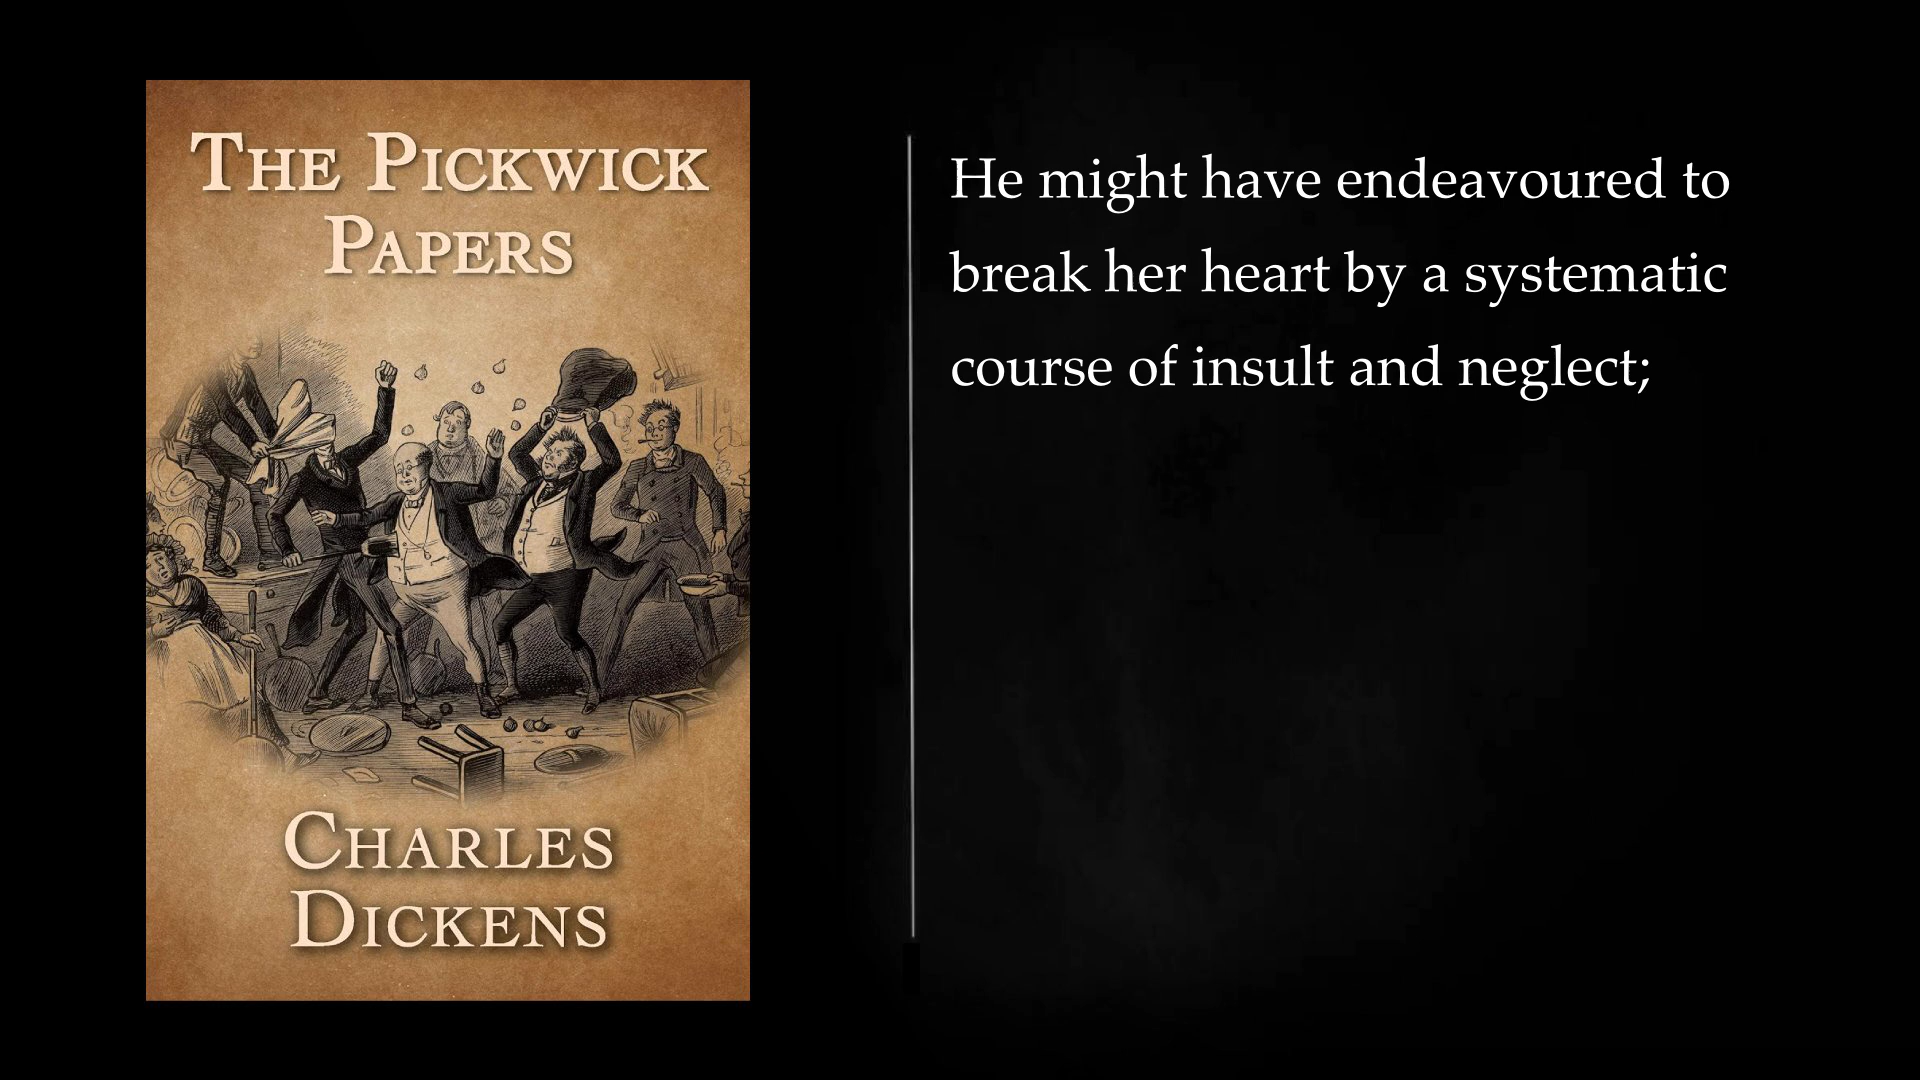 The Pickwick
Papers
Charles
Dickens
He might have endeavoured to
break her heart by a systematic
course of insult and neglect;